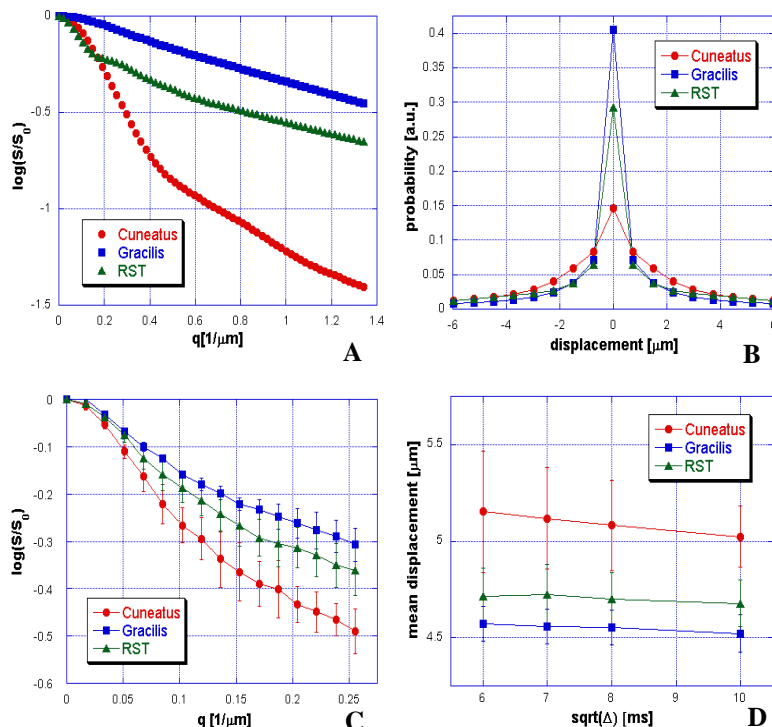 0
-0.5
-1
-1.5
log(S/S0)
Cuneatus
Gracilis
RST
0 0.2 0.4 0.6 0.8 1 1.2 1.4
q[1/μm]
A
0.4
0.35
0.3
0.25
0.2
0.15
0.1
0.05
0
probability [a.u.]
Cuneatus
Gracilis
RST
-6 -4 -2 0 2 4 6
displacement [μm]
B
0
-0.1
-0.2
-0.3
-0.4
-0.5
-0.6
log(S/S0)
Cuneatus
Gracilis
RST
0 0.05 0.1 0.15 0.2 0.25
q [1/μm]
C
5.5
5
4.5
mean displacement [μm]
Cuneatus
Gracilis
RST
6 7 8 9 10
sqrt(Δ) [ms]
D